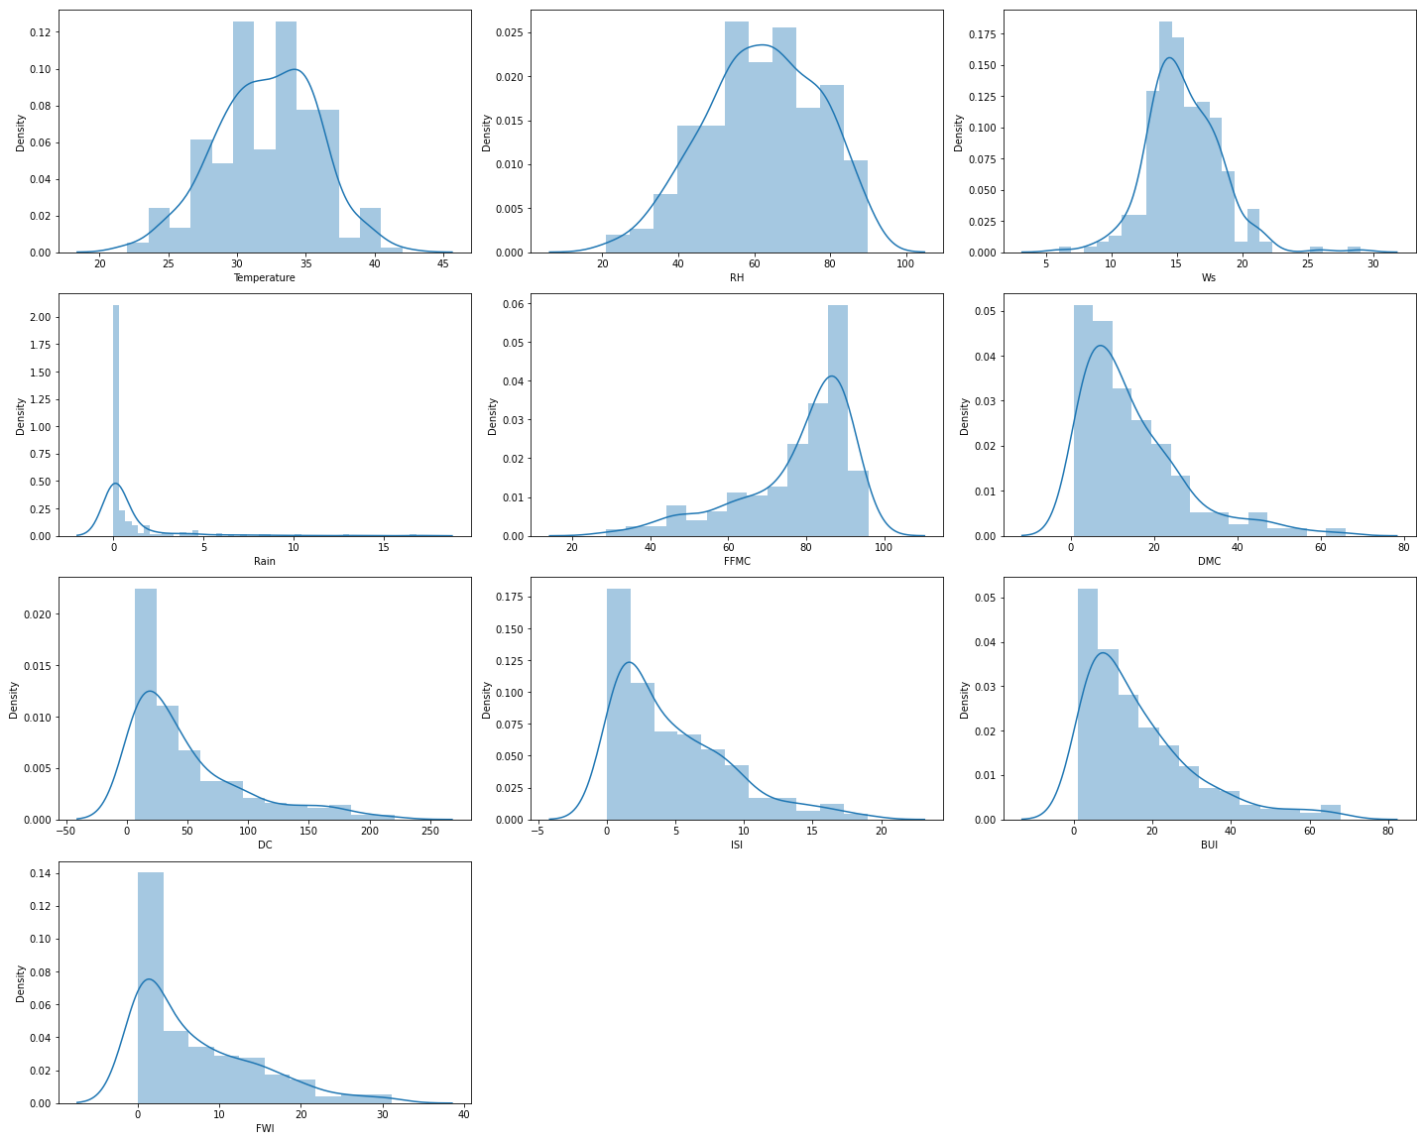 Density
0.12
0.10
0.08
0.06
0.04
0.02
0.00
20 25 30 35 40 45
Temperature
Density
0.025
0.020
0.015
0.010
0.005
0.000
20 40 60 80 100
RH
Density
0.175
0.150
0.125
0.100
0.075
0.050
0.025
0.000
5 10 15 20 25 30
Ws
Density
2.00
1.75
1.50
1.25
1.00
0.75
0.50
0.25
0.00
0 5 10 15
Rain
Density
0.06
0.05
0.04
0.03
0.02
0.01
0.00
20 40 60 80 100
FFMC
Density
0.05
0.04
0.03
0.02
0.01
0.00
0 20 40 60 80
DMC
Density
0.020
0.015
0.010
0.005
0.000
−50 0 50 100 150 200 250
DC
Density
0.175
0.150
0.125
0.100
0.075
0.050
0.025
0.000
−5 0 5 10 15 20
ISI
Density
0.05
0.04
0.03
0.02
0.01
0.00
0 20 40 60 80
BUI
Density
0.14
0.12
0.10
0.08
0.06
0.04
0.02
0.00
0 10 20 30 40
FWI